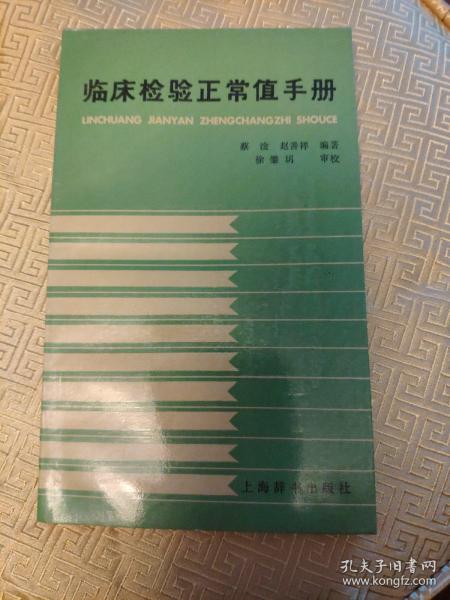 临床检验正常值手册
LINCHUANG JIANYAN ZHENGCHANGZHI SHOUCE
蔡淦 赵善祥 编著
徐 玥 审校
上海辞书出版社
孔夫子旧书网
www.kongfz.com